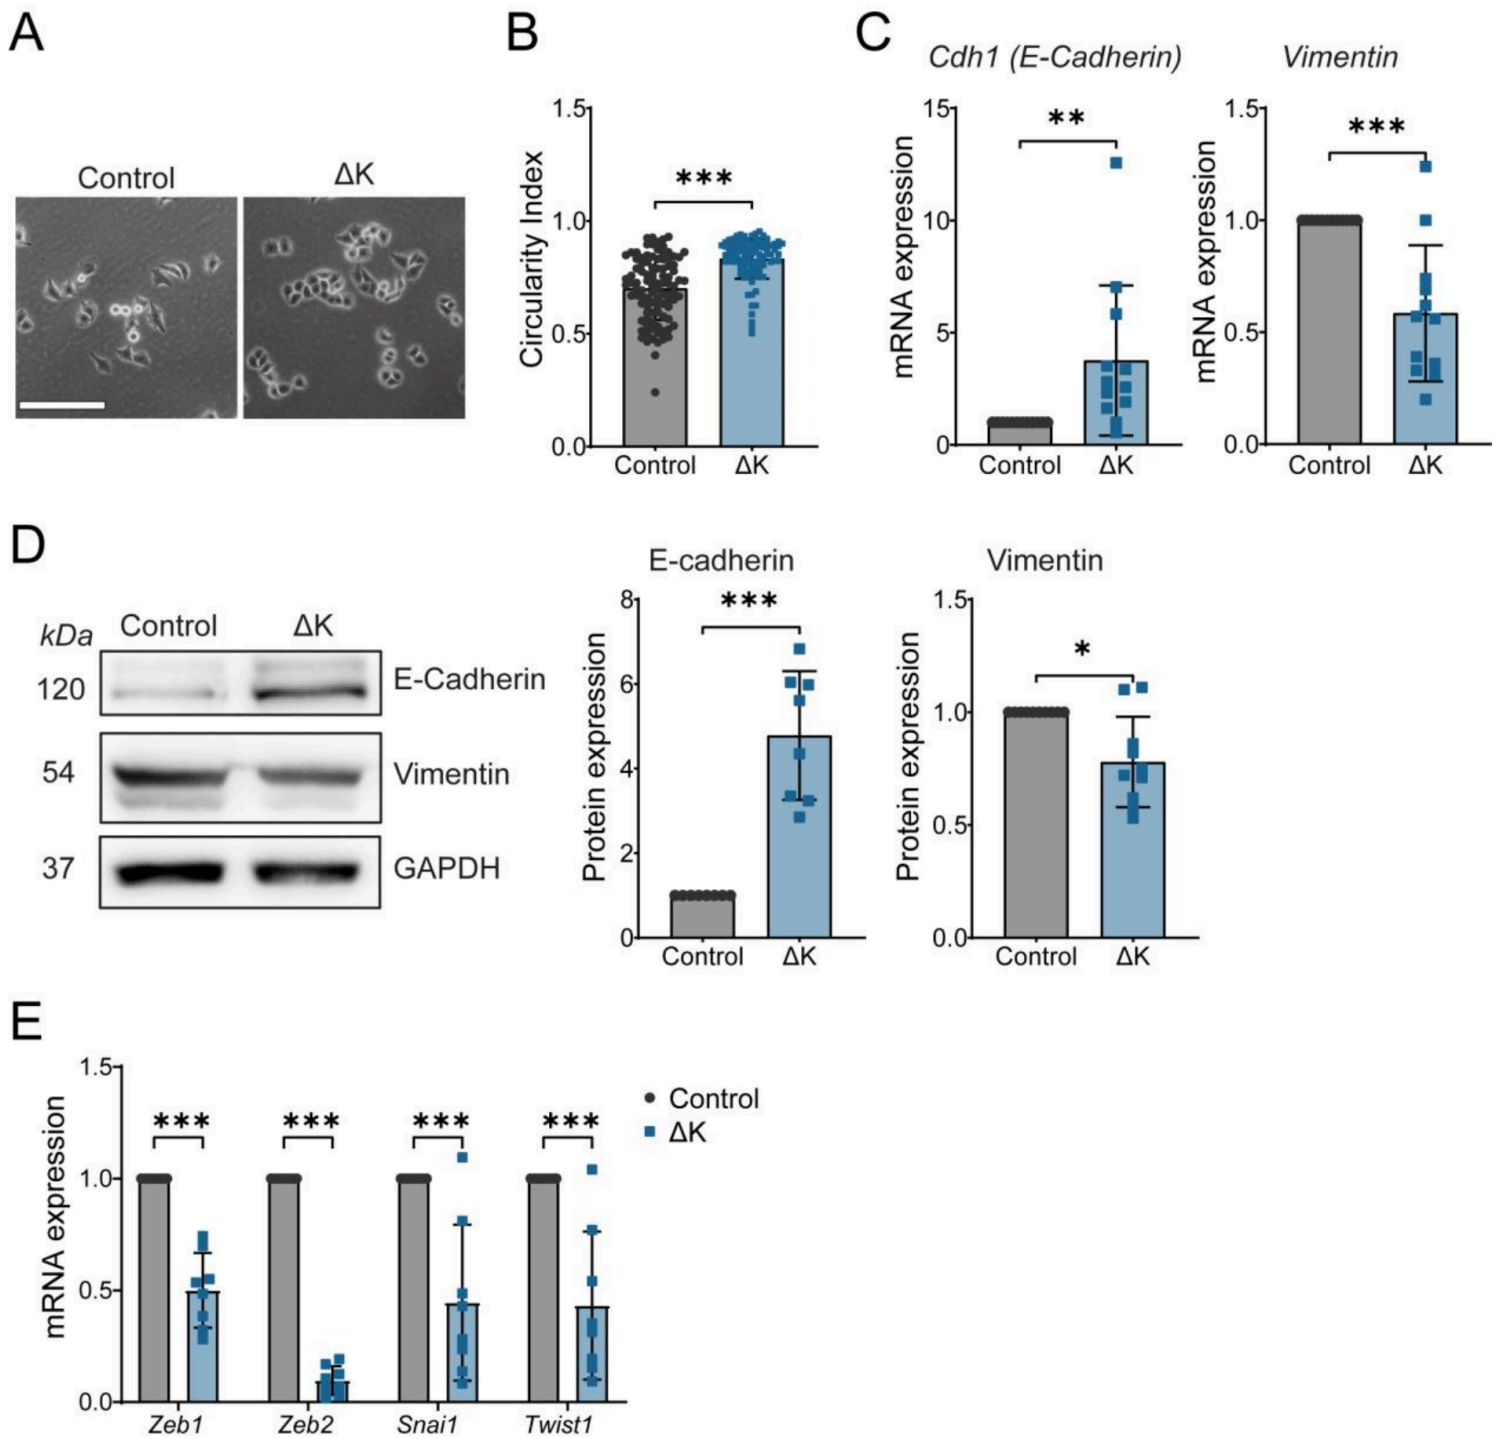 A
Control
ΔK
B
Circularity Index
1.5
1.0
0.5
0.0
***
Control
ΔK
C
Cdh1 (E-Cadherin)
mRNA expression
15
10
5
0
**
Control
ΔK
Vimentin
mRNA expression
1.5
1.0
0.5
0.0
***
Control
ΔK
D
kDa
Control
ΔK
120
E-Cadherin
54
Vimentin
37
GAPDH
E-cadherin
Protein expression
8
6
4
2
0
***
Control
ΔK
Vimentin
Protein expression
1.5
1.0
0.5
0.0
*
Control
ΔK
E
mRNA expression
1.5
1.0
0.5
0.0
*** *** *** ***
Zeb1 Zeb2 Snai1 Twist1
Control
ΔK